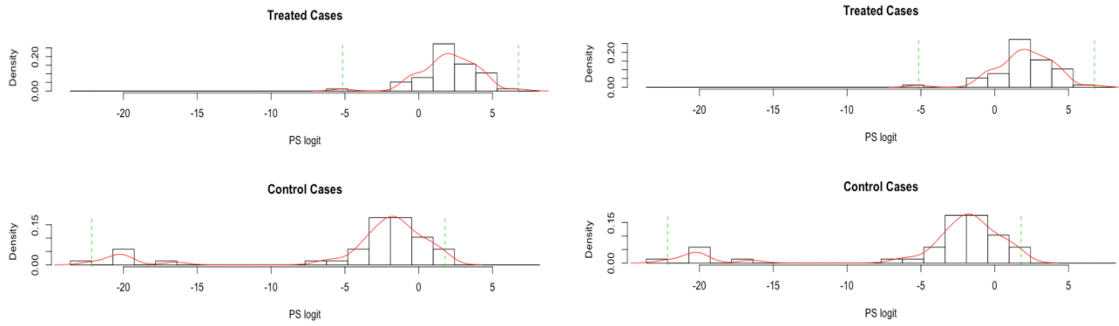 Treated Cases
Density
0.20
0.00
-20 -15 -10 -5 0 5
PS logit
Control Cases
Density
0.15
0.00
-20 -15 -10 -5 0 5
PS logit
Treated Cases
Density
0.20
0.00
-20 -15 -10 -5 0 5
PS logit
Control Cases
Density
0.15
0.00
-20 -15 -10 -5 0 5
PS logit